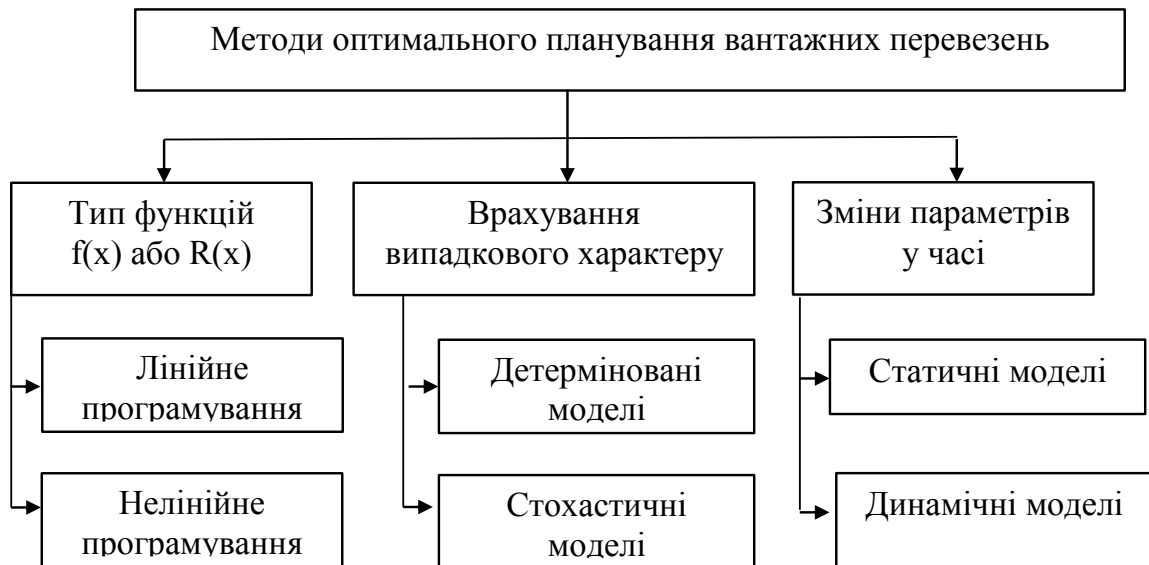 Методи оптимального планування вантажних перевезень
Тип функцій
f(x) або R(x)
Врахування
випадкового характеру
Зміни параметрів
у часі
Лінійне
програмування
Детерміновані
моделі
Статичні моделі
Нелінійне
програмування
Стохастичні
моделі
Динамічні моделі